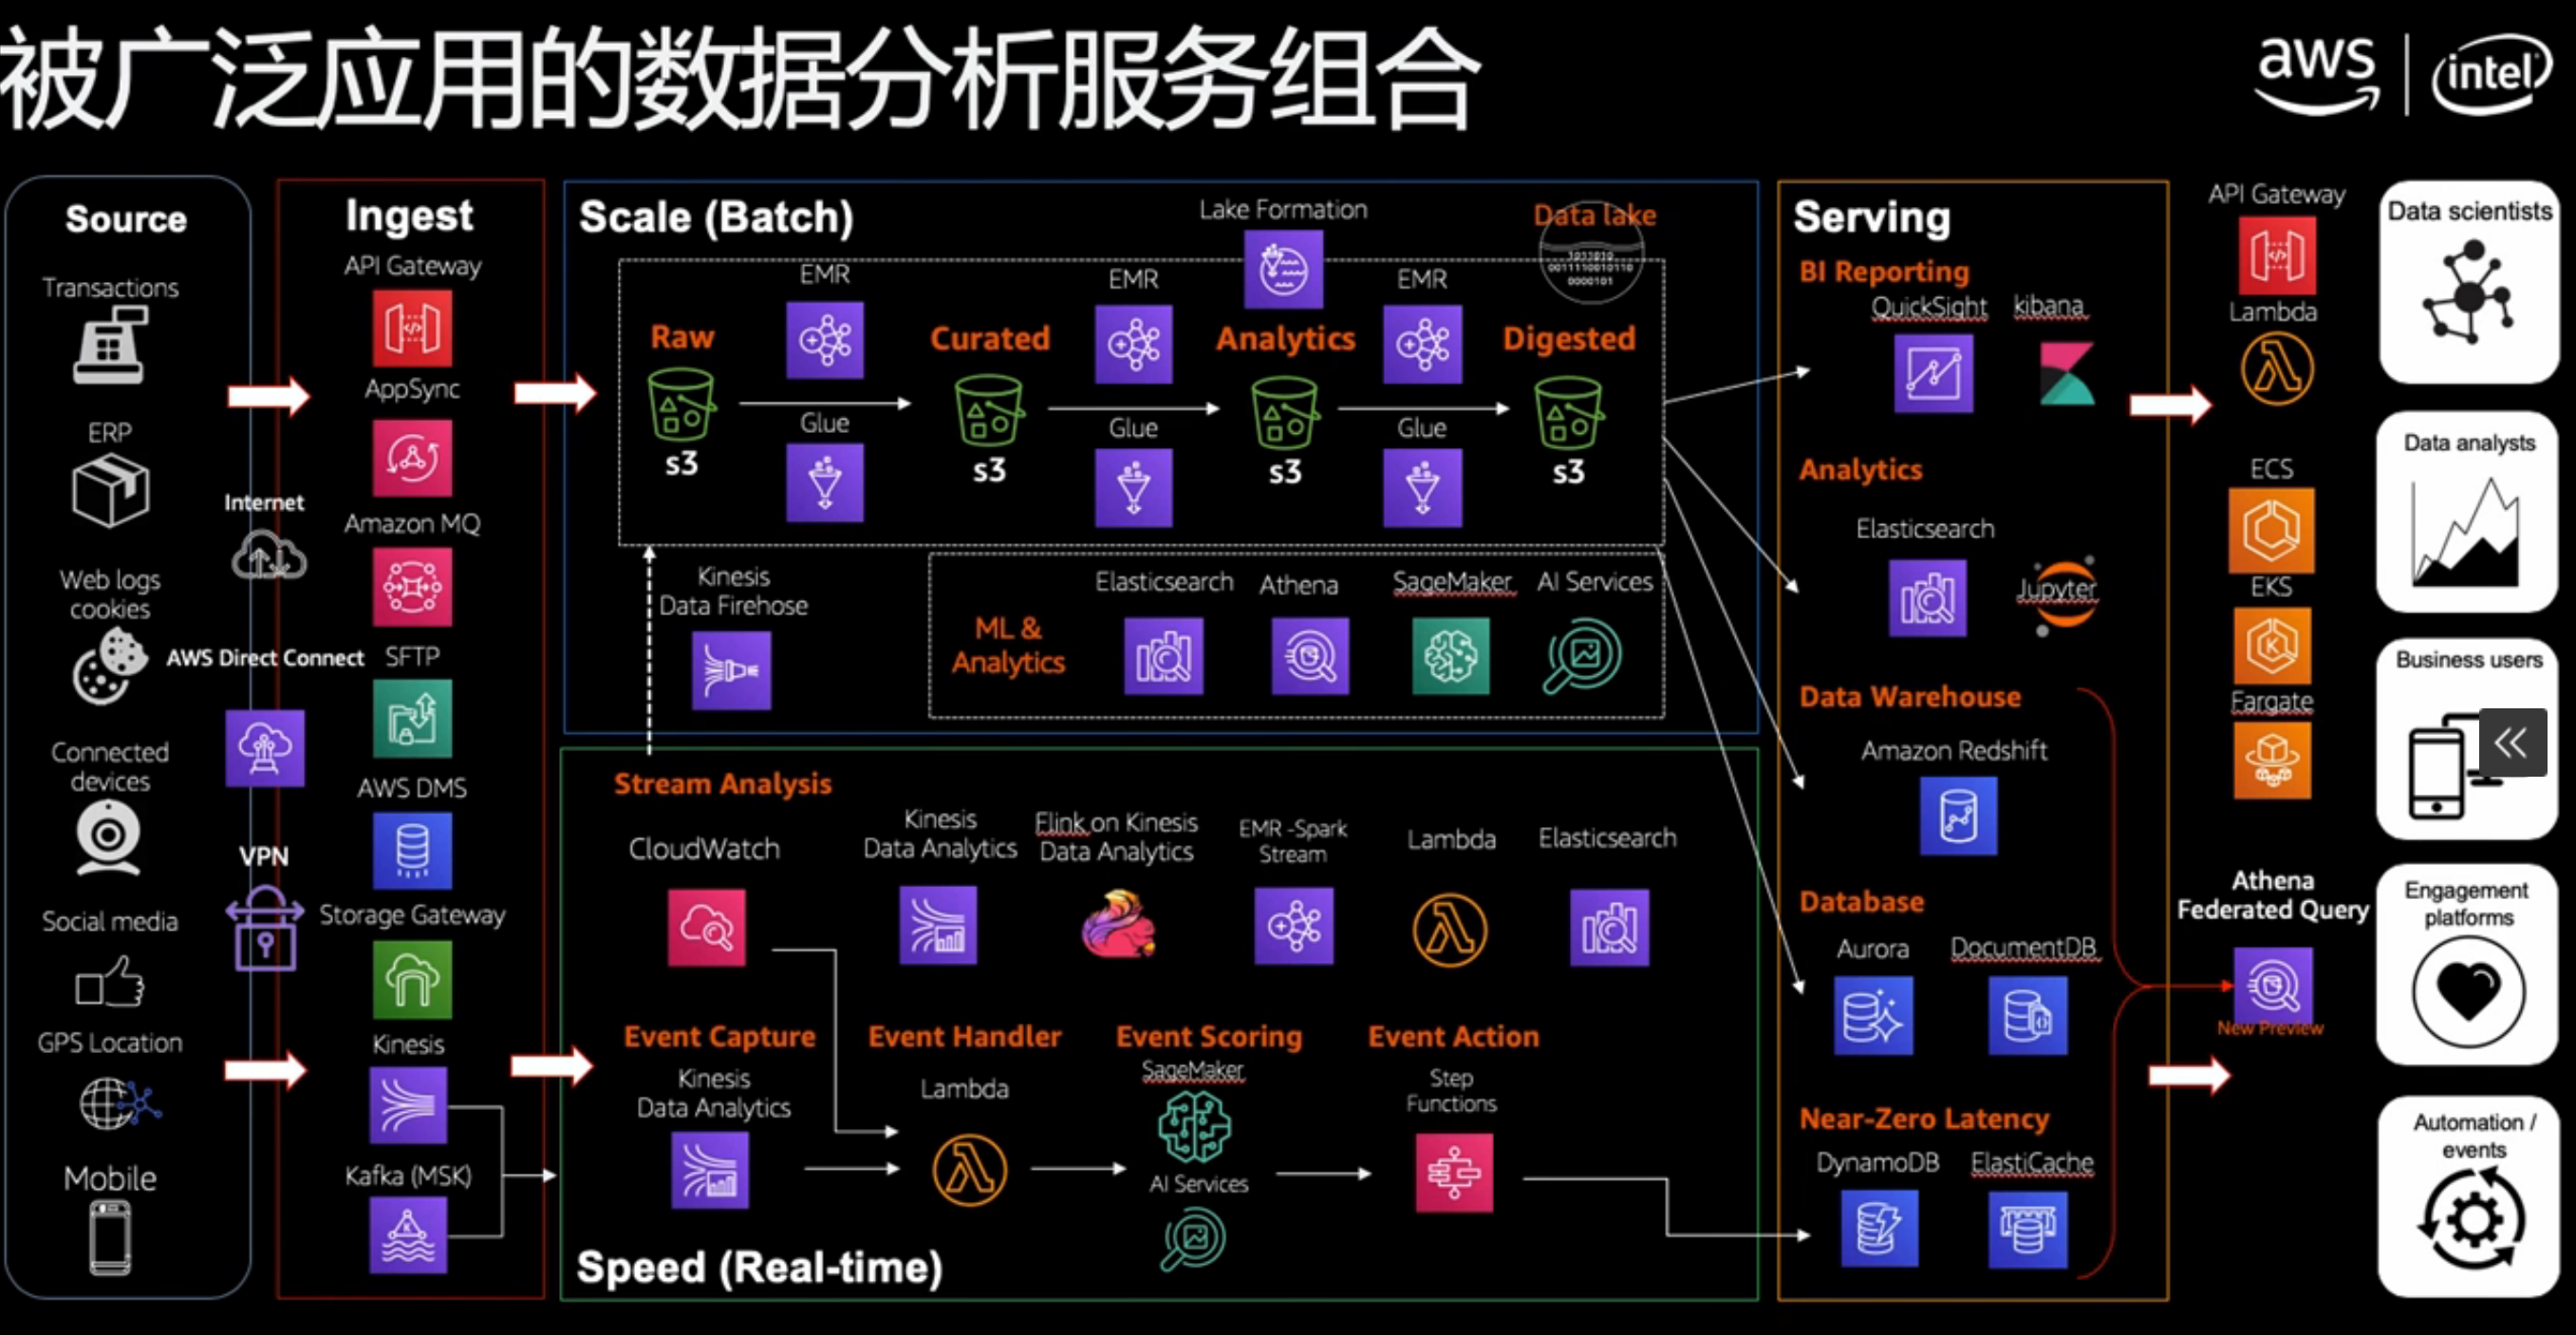 被广泛应用的数据分析服务组合
aws
intel
Source
Transactions
ERP
Web logs
cookies
Connected
devices
Social media
GPS Location
Mobile
Internet
AWS Direct Connect
VPN
Ingest
API Gateway
AppSync
Amazon MQ
SFTP
AWS DMS
Storage Gateway
Kinesis
Kafka (MSK)
Scale (Batch)
Lake Formation
Data lake
1011010
0011110010110
0000101
Raw
s3
EMR
Glue
Curated
s3
EMR
Glue
Analytics
s3
EMR
Glue
Digested
s3
Kinesis
Data Firehose
ML &
Analytics
Elasticsearch
Athena
SageMaker
AI Services
Stream Analysis
CloudWatch
Kinesis
Data Analytics
Flink on Kinesis
Data Analytics
EMR -Spark
Stream
Lambda
Elasticsearch
Event Capture
Kinesis
Data Analytics
Event Handler
Lambda
Event Scoring
SageMaker
AI Services
Event Action
Step
Functions
Speed (Real-time)
Serving
BI Reporting
QuickSight
kibana
Analytics
Elasticsearch
Jupyter
Data Warehouse
Amazon Redshift
Database
Aurora
DocumentDB
Near-Zero Latency
DynamoDB
ElastiCache
API Gateway
Lambda
ECS
EKS
Fargate
Athena
Federated Query
New Preview
Data scientists
Data analysts
Business users
Engagement
platforms
Automation /
events